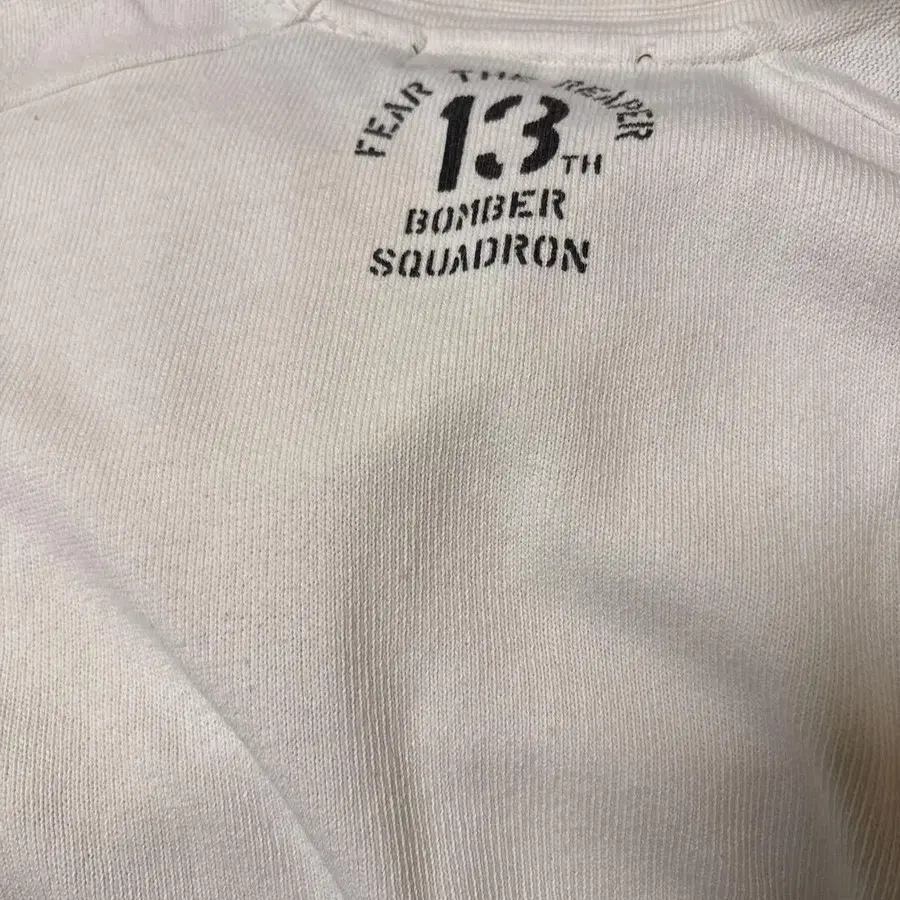 FEAR THE REAPER
13TH
BOMBER
SQUADRON